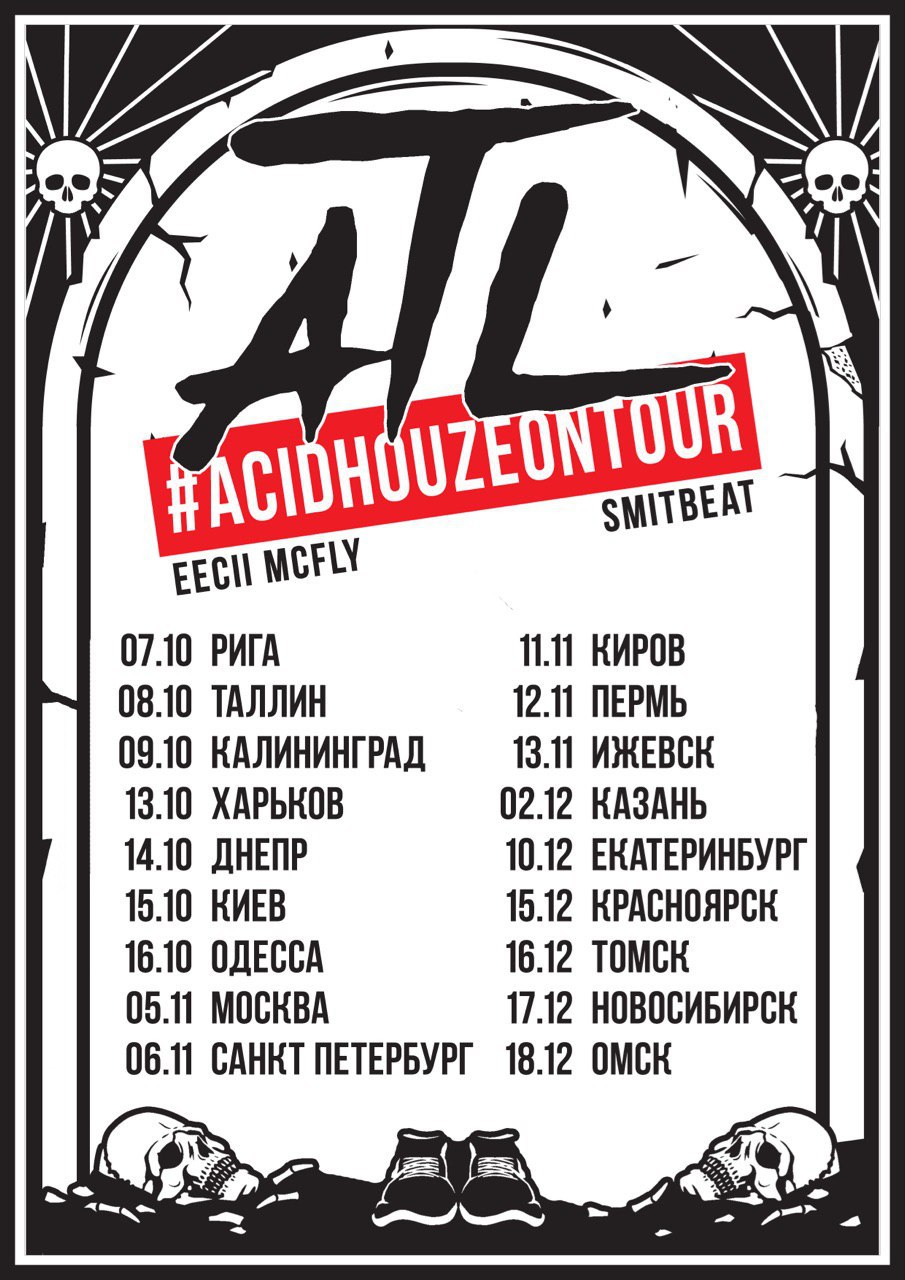 ATL
#ACIDHOUZEONTOUR
EECII MCFLY
SMITBEAT
07.10 РИГА
08.10 ТАЛЛИН
09.10 КАЛИНИНГРАД
13.10 ХАРЬКОВ
14.10 ДНЕПР
15.10 КИЕВ
16.10 ОДЕССА
05.11 МОСКВА
06.11 САНКТ ПЕТЕРБУРГ
11.11 КИРОВ
12.11 ПЕРМЬ
13.11 ИЖЕВСК
02.12 КАЗАНЬ
10.12 ЕКАТЕРИНБУРГ
15.12 КРАСНОЯРСК
16.12 ТОМСК
17.12 НОВОСИБИРСК
18.12 ОМСК